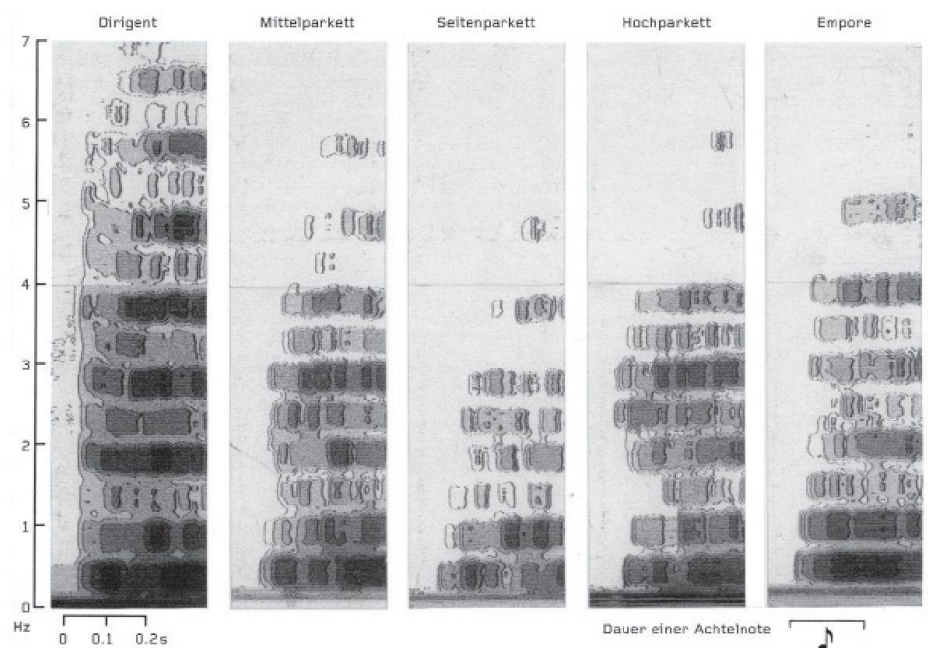 Dirigent Mittelparkett Seitenparkett Hochparkett Empore
7
6
5
4
3
2
1
0
Hz
0 0.1 0.2s
Dauer einer Achtelnote